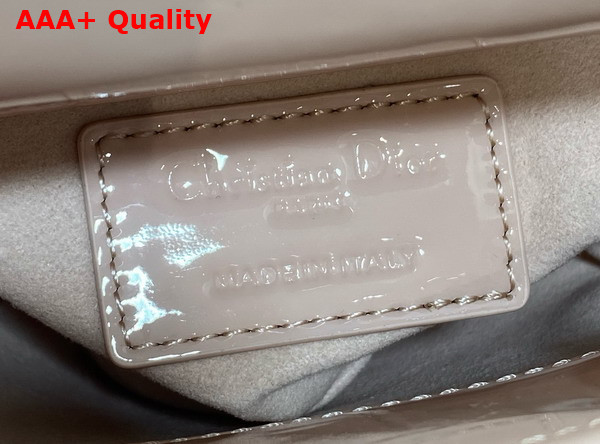 AAA+ Quality
Christian Dior
PARIS
MADE IN ITALY